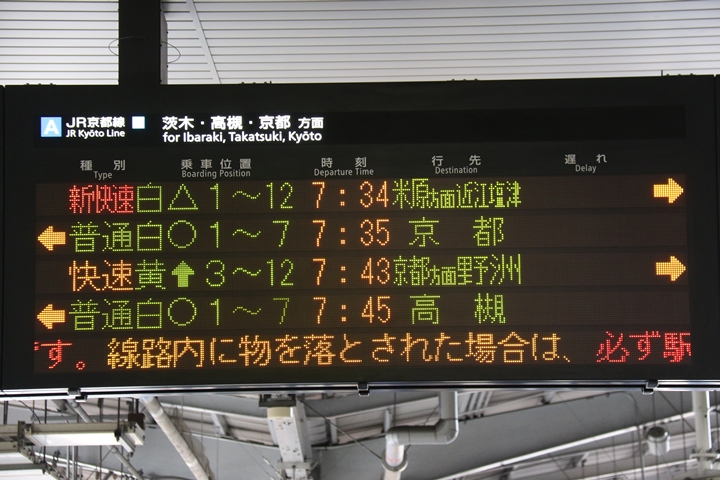 A JR京都線 茨木・高槻・京都 方面
JR Kyōto Line for Ibaraki, Takatsuki, Kyōto
種別 乗車位置 時刻 行先 遅れ
Type Boarding Position Departure Time Destination Delay
新快速 白△1～12 7:34 米原方面近江塩津 →
← 普通 白○1～7 7:35 京都
快速 黄↑3～12 7:43 京都方面野洲 →
← 普通 白○1～7 7:45 高槻
す。線路内に物を落とされた場合は、必ず駅